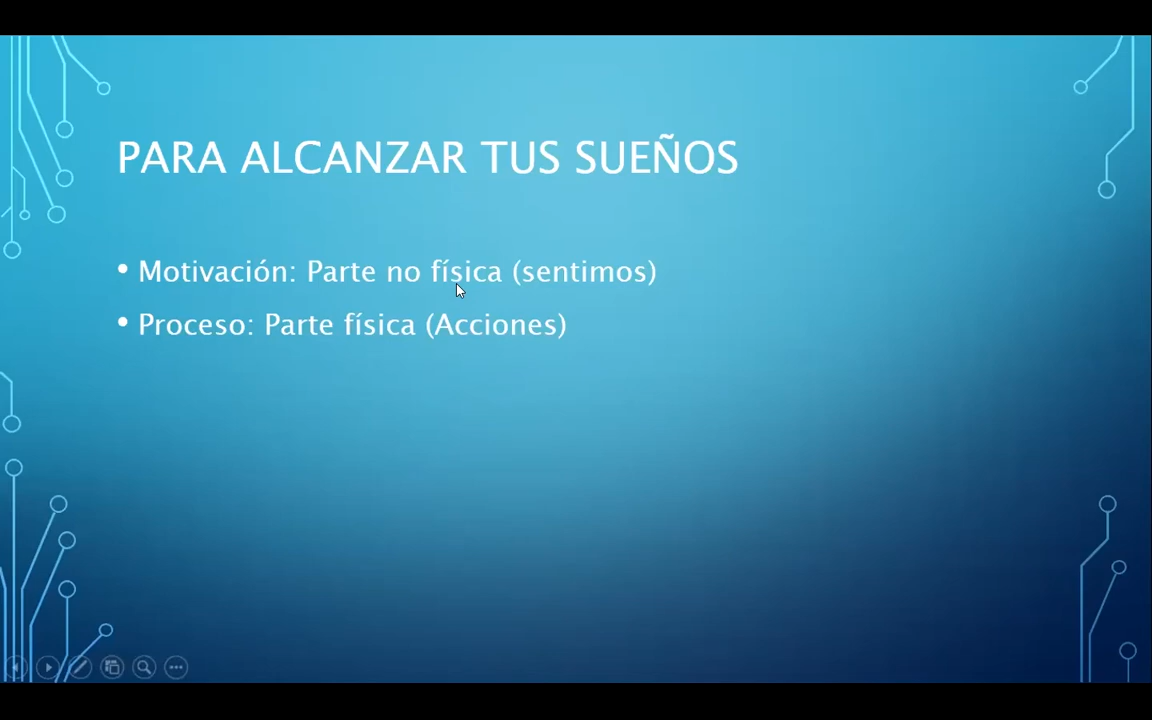 PARA ALCANZAR TUS SUEÑOS
• Motivación: Parte no física (sentimos)
• Proceso: Parte física (Acciones)